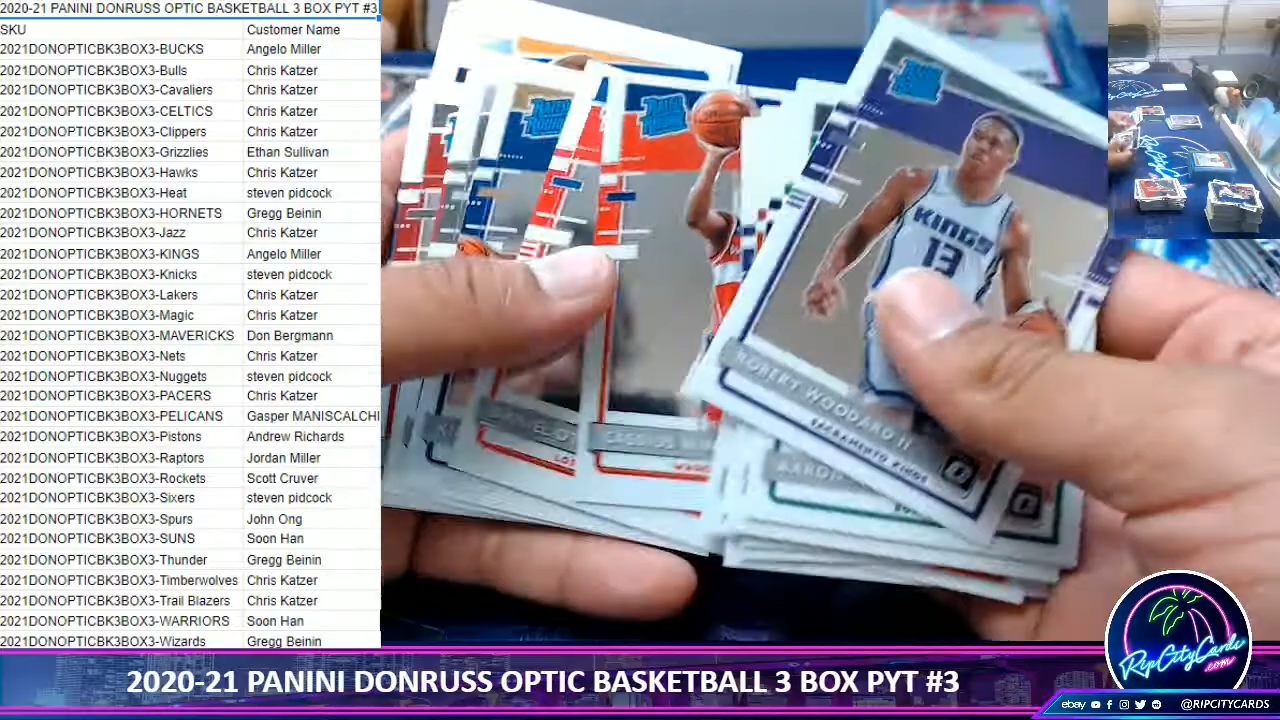 2020-21 PANINI DONRUSS OPTIC BASKETBALL 3 BOX PYT #3
SKU Customer Name
2021DONOPTICBK3BOX3-BUCKS Angelo Miller
2021DONOPTICBK3BOX3-Bulls Chris Katzer
2021DONOPTICBK3BOX3-Cavaliers Chris Katzer
2021DONOPTICBK3BOX3-CELTICS Chris Katzer
2021DONOPTICBK3BOX3-Clippers Chris Katzer
2021DONOPTICBK3BOX3-Grizzlies Ethan Sullivan
2021DONOPTICBK3BOX3-Hawks Chris Katzer
2021DONOPTICBK3BOX3-Heat steven pidcock
2021DONOPTICBK3BOX3-HORNETS Gregg Beinin
2021DONOPTICBK3BOX3-Jazz Chris Katzer
2021DONOPTICBK3BOX3-KINGS Angelo Miller
2021DONOPTICBK3BOX3-Knicks steven pidcock
2021DONOPTICBK3BOX3-Lakers Chris Katzer
2021DONOPTICBK3BOX3-Magic Chris Katzer
2021DONOPTICBK3BOX3-MAVERICKS Don Bergmann
2021DONOPTICBK3BOX3-Nets Chris Katzer
2021DONOPTICBK3BOX3-Nuggets steven pidcock
2021DONOPTICBK3BOX3-PACERS Chris Katzer
2021DONOPTICBK3BOX3-PELICANS Gasper MANISCALCHI
2021DONOPTICBK3BOX3-Pistons Andrew Richards
2021DONOPTICBK3BOX3-Raptors Jordan Miller
2021DONOPTICBK3BOX3-Rockets Scott Cruver
2021DONOPTICBK3BOX3-Sixers steven pidcock
2021DONOPTICBK3BOX3-Spurs John Ong
2021DONOPTICBK3BOX3-SUNS Soon Han
2021DONOPTICBK3BOX3-Thunder Gregg Beinin
2021DONOPTICBK3BOX3-Timberwolves Chris Katzer
2021DONOPTICBK3BOX3-Trail Blazers Chris Katzer
2021DONOPTICBK3BOX3-WARRIORS Soon Han
2021DONOPTICBK3BOX3-Wizards Gregg Beinin
RATED ROOKIE
KINGS
13
ROBERT WOODARD II
SACRAMENTO KINGS
2020-21 PANINI DONRUSS OPTIC BASKETBALL 3 BOX PYT #3
RipCityCards
.com
ebay @RIPCITYCARDS